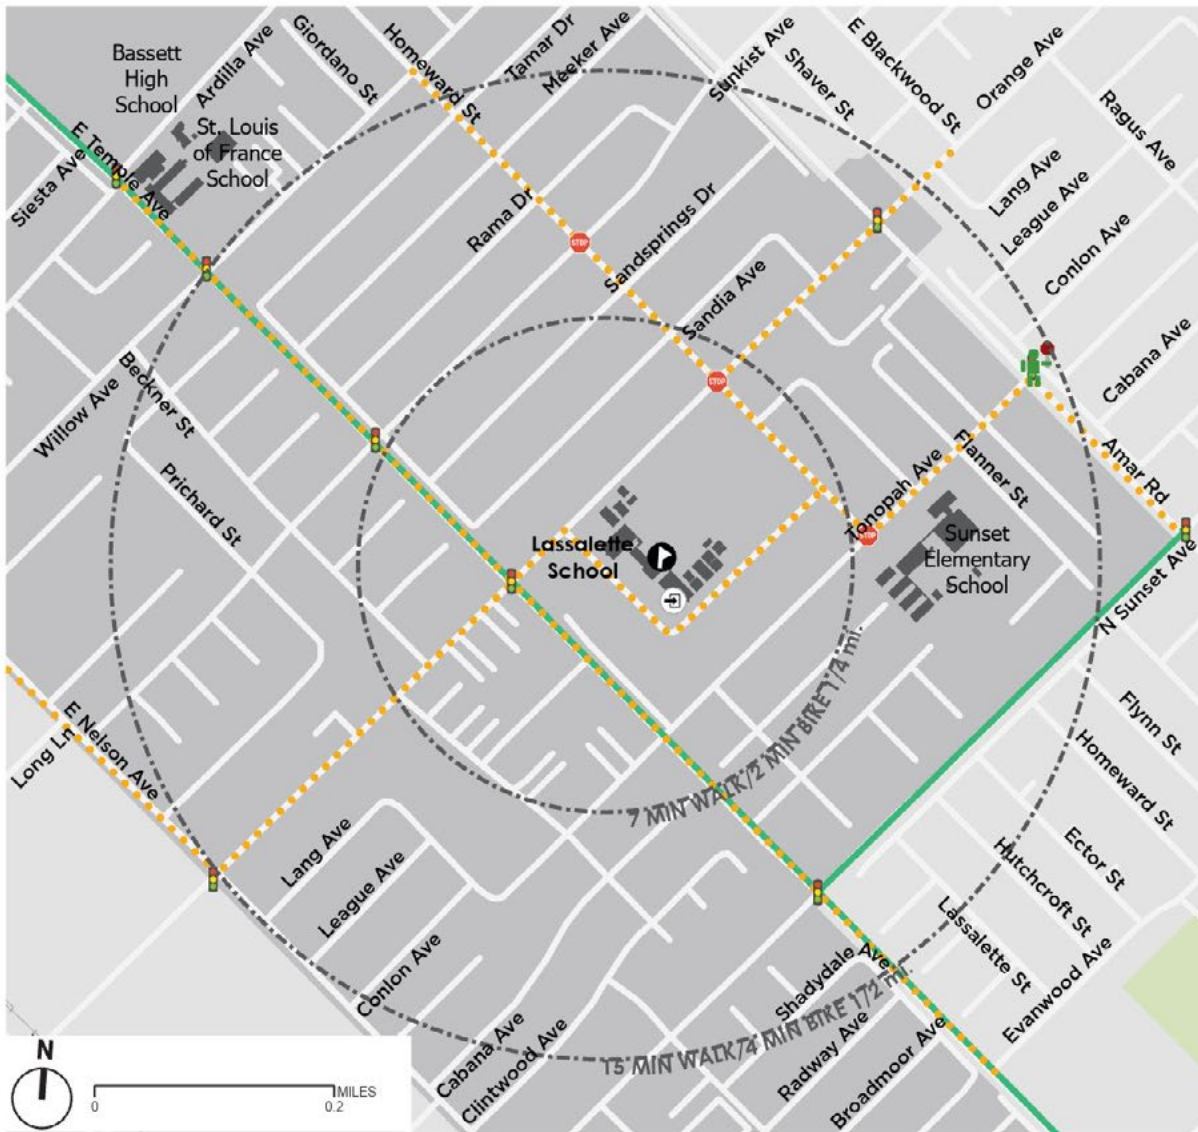 Bassett
High
School
Ardilla Ave
Giordano St
Homeward St
Tamar Dr
Meeker Ave
Sunkist Ave
Shaver St
E Blackwood St
Orange Ave
Ragus Ave
St. Louis
of France
School
E Temple Ave
Siesta Ave
Rama Dr
Sandsprings Dr
Sandia Ave
Lang Ave
League Ave
Conlon Ave
Cabana Ave
STOP
STOP
Willow Ave
Beckner St
Prichard St
Tonopah Ave
Flanner St
Amar Rd
STOP
Lassalette
School
Sunset
Elementary
School
N Sunset Ave
7 MIN WALK/2 MIN BIKE 1/4 mi.
Long Ln
E Nelson Ave
Flynn St
Homeward St
Ector St
Hutchcroft St
Lassalette St
Evanwood Ave
Lang Ave
League Ave
Conlon Ave
Cabana Ave
Clintwood Ave
Shadydale Ave
15 MIN WALK/4 MIN BIKE 1/2 mi.
Radway Ave
Broadmoor Ave
N
MILES
0
0.2